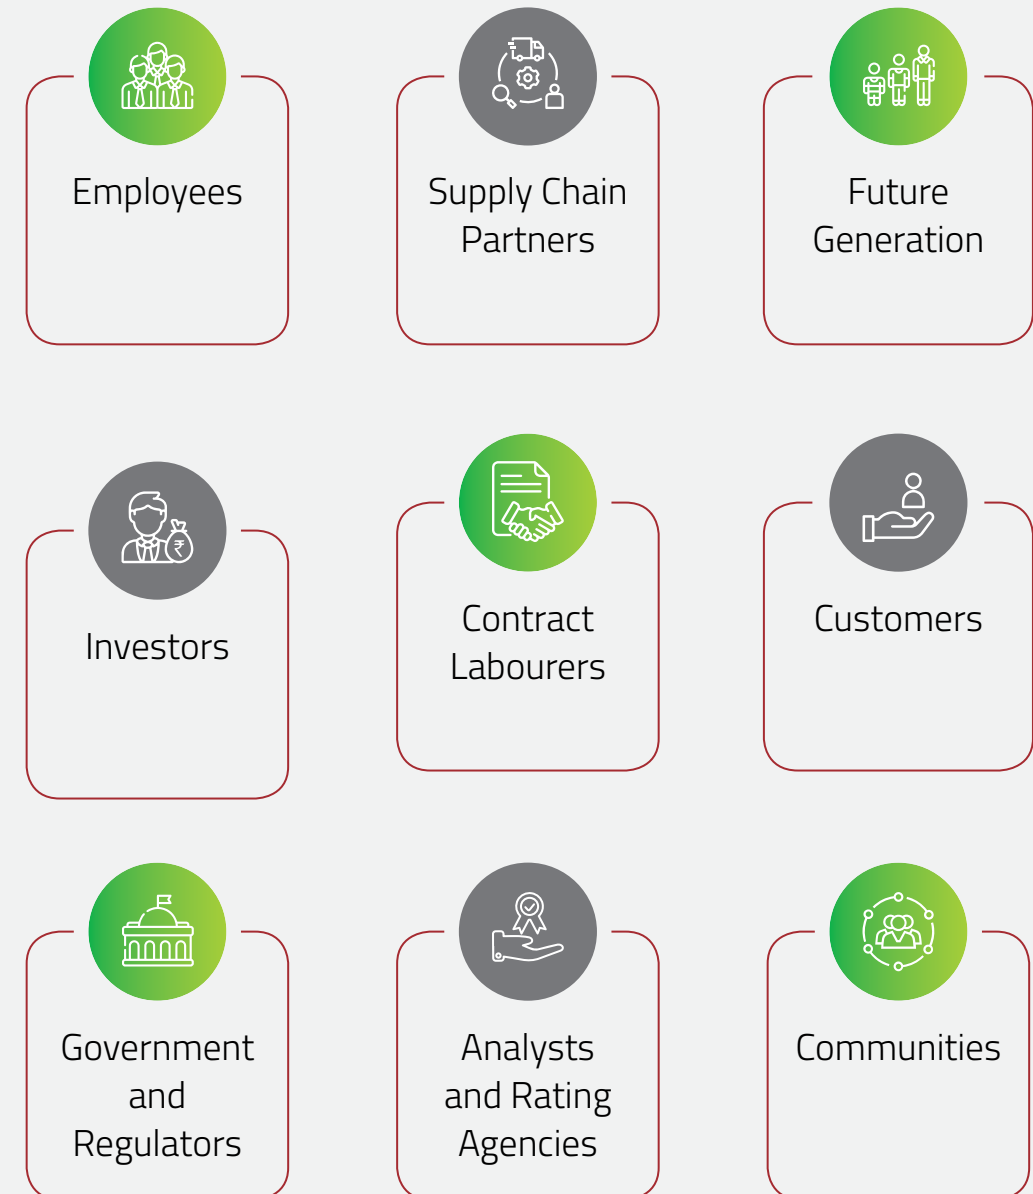 Employees
Supply Chain
Partners
Future
Generation
₹
Investors
Contract
Labourers
Customers
Government
and
Regulators
Analysts
and Rating
Agencies
Communities